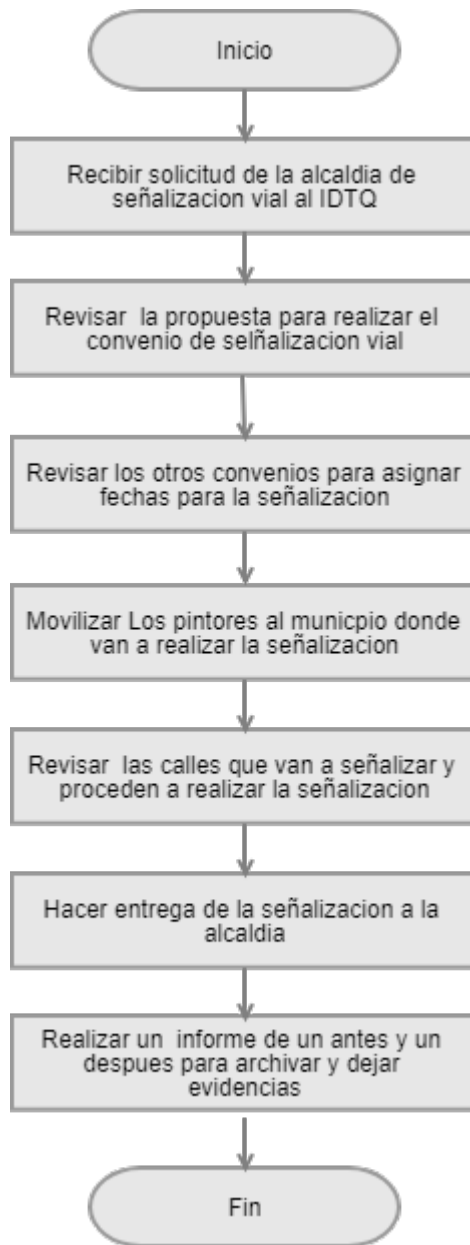 Inicio
Recibir solicitud de la alcaldia de
señalizacion vial al IDTQ
Revisar  la propuesta para realizar el
convenio de selñalizacion vial
Revisar los otros convenios para asignar
fechas para la señalizacion
Movilizar Los pintores al municpio donde
van a realizar la señalizacion
Revisar  las calles que van a señalizar y
proceden a realizar la señalizacion
Hacer entrega de la señalizacion a la
alcaldia
Realizar un  informe de un antes y un
despues para archivar y dejar
evidencias
Fin